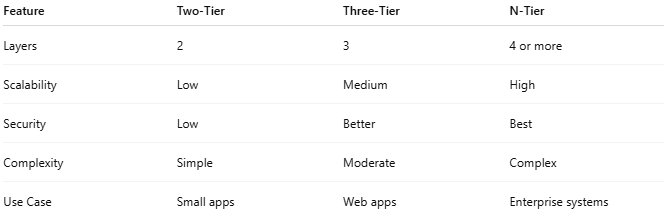 Feature Two-Tier Three-Tier N-Tier
Layers 2 3 4 or more
Scalability Low Medium High
Security Low Better Best
Complexity Simple Moderate Complex
Use Case Small apps Web apps Enterprise systems